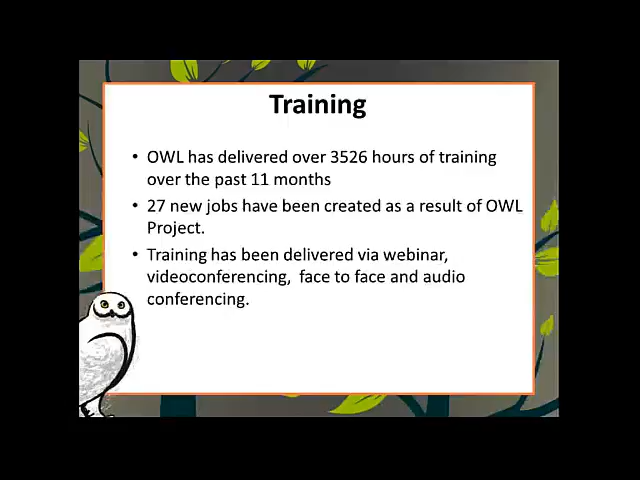 Training
• OWL has delivered over 3526 hours of training
over the past 11 months
• 27 new jobs have been created as a result of OWL
Project.
• Training has been delivered via webinar,
videoconferencing, face to face and audio
conferencing.